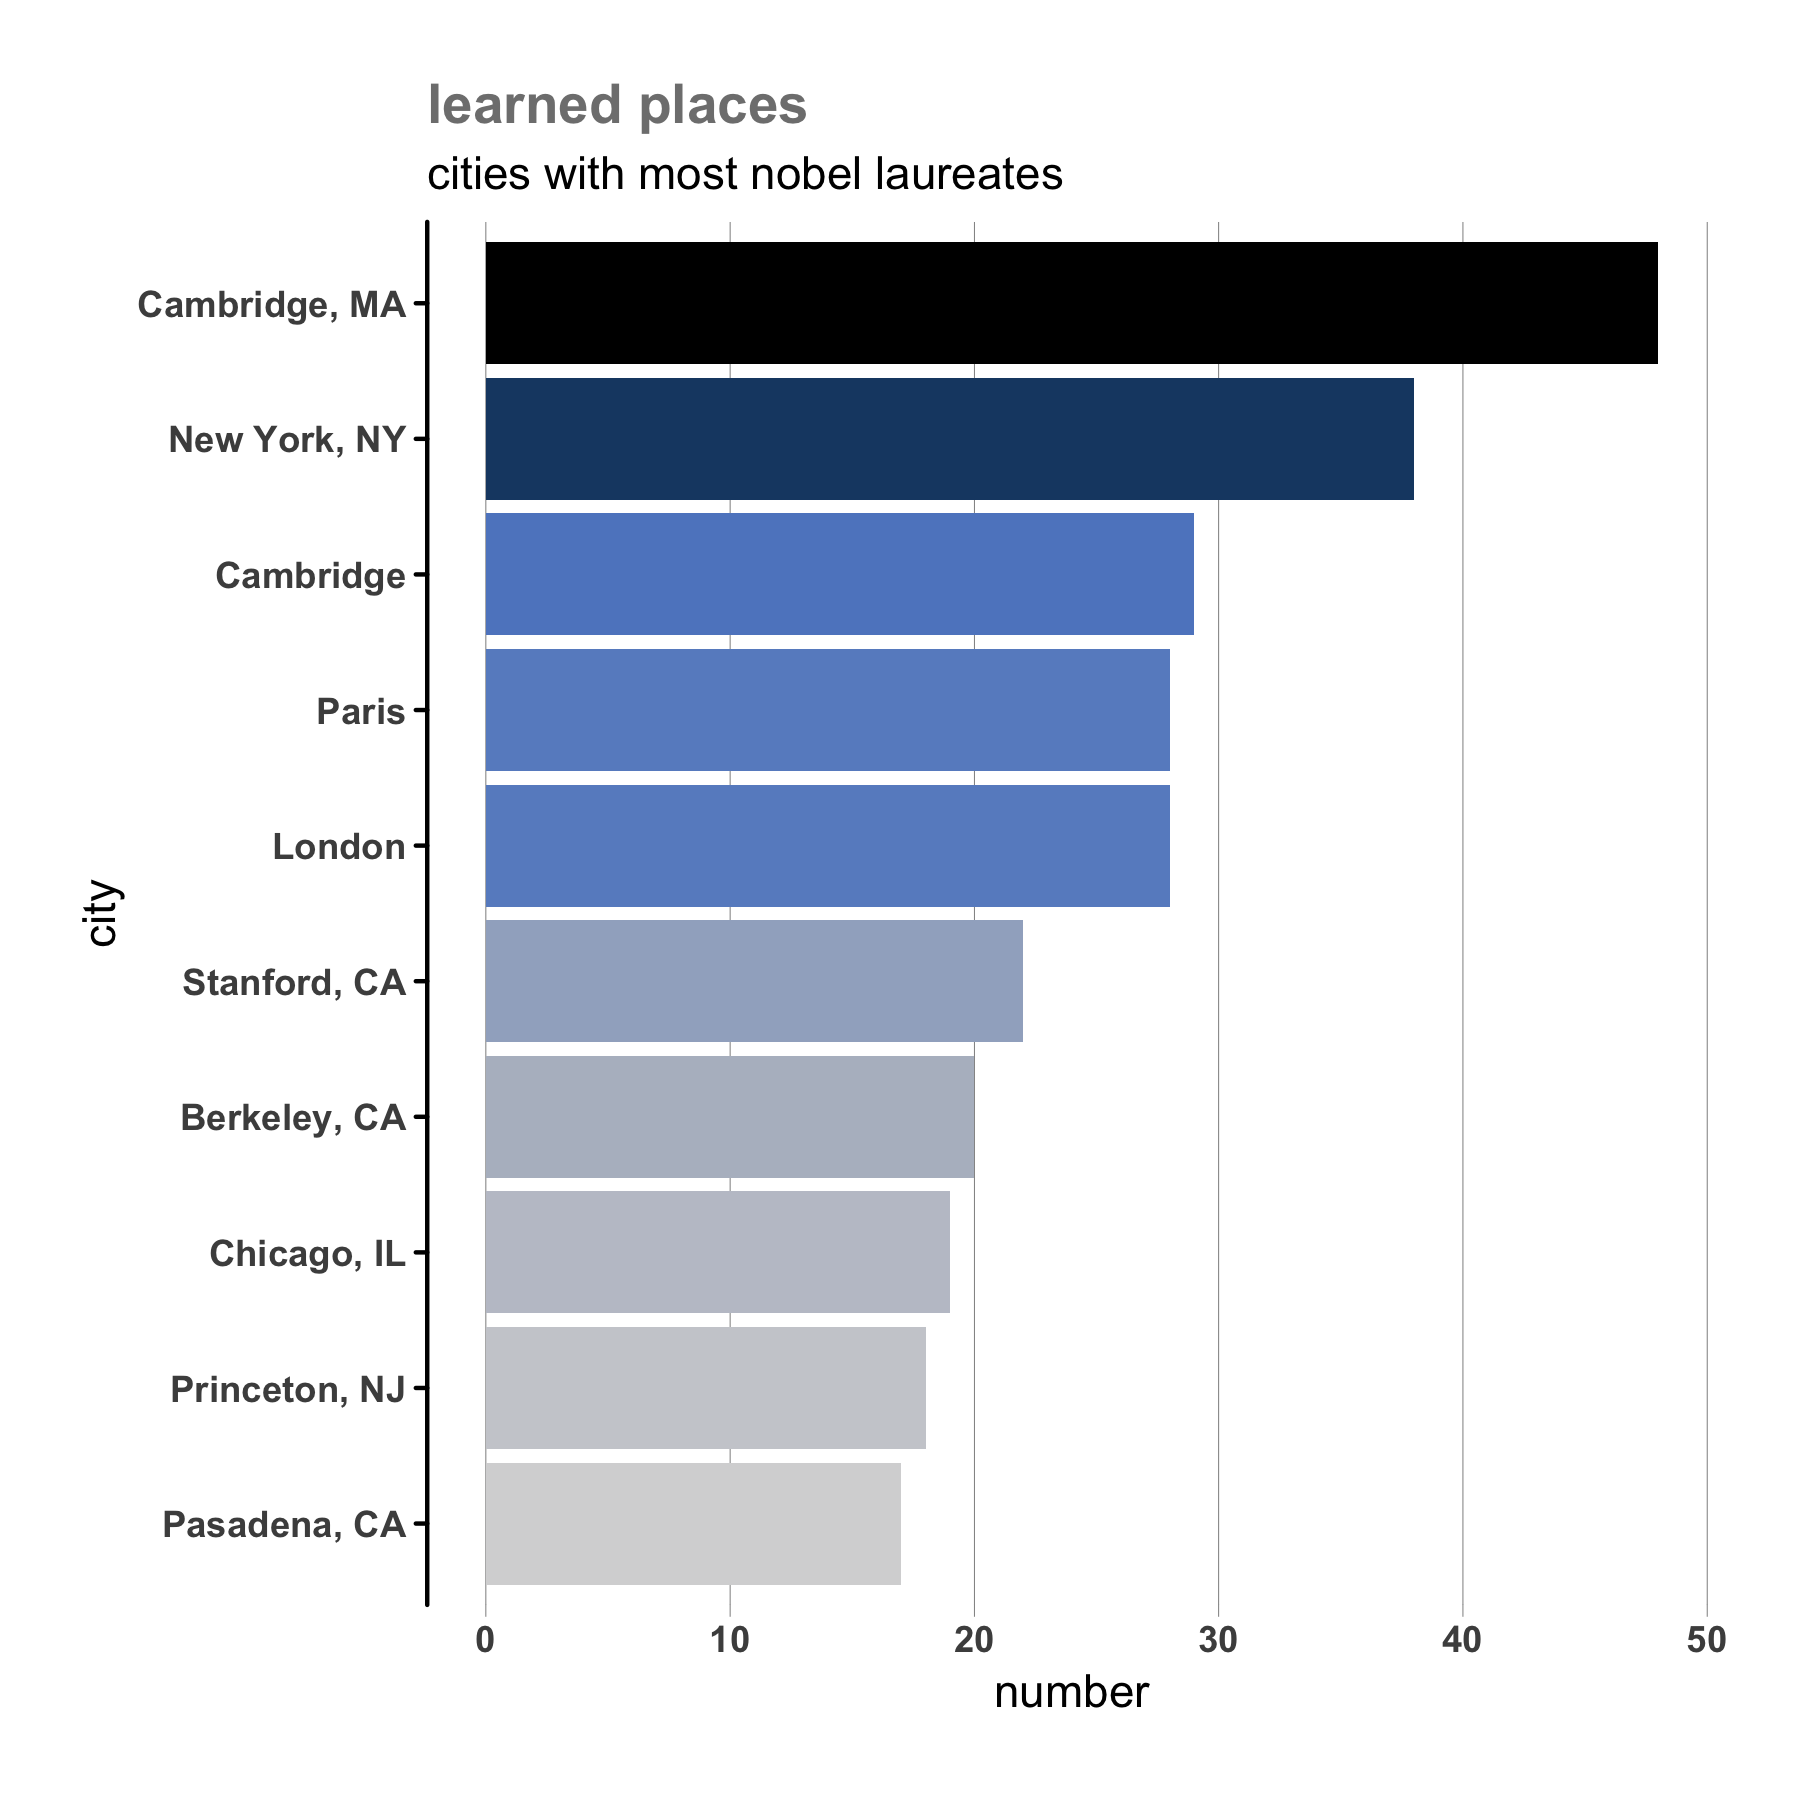 learned places
cities with most nobel laureates
city
Cambridge, MA
New York, NY
Cambridge
Paris
London
Stanford, CA
Berkeley, CA
Chicago, IL
Princeton, NJ
Pasadena, CA
0 10 20 30 40 50
number